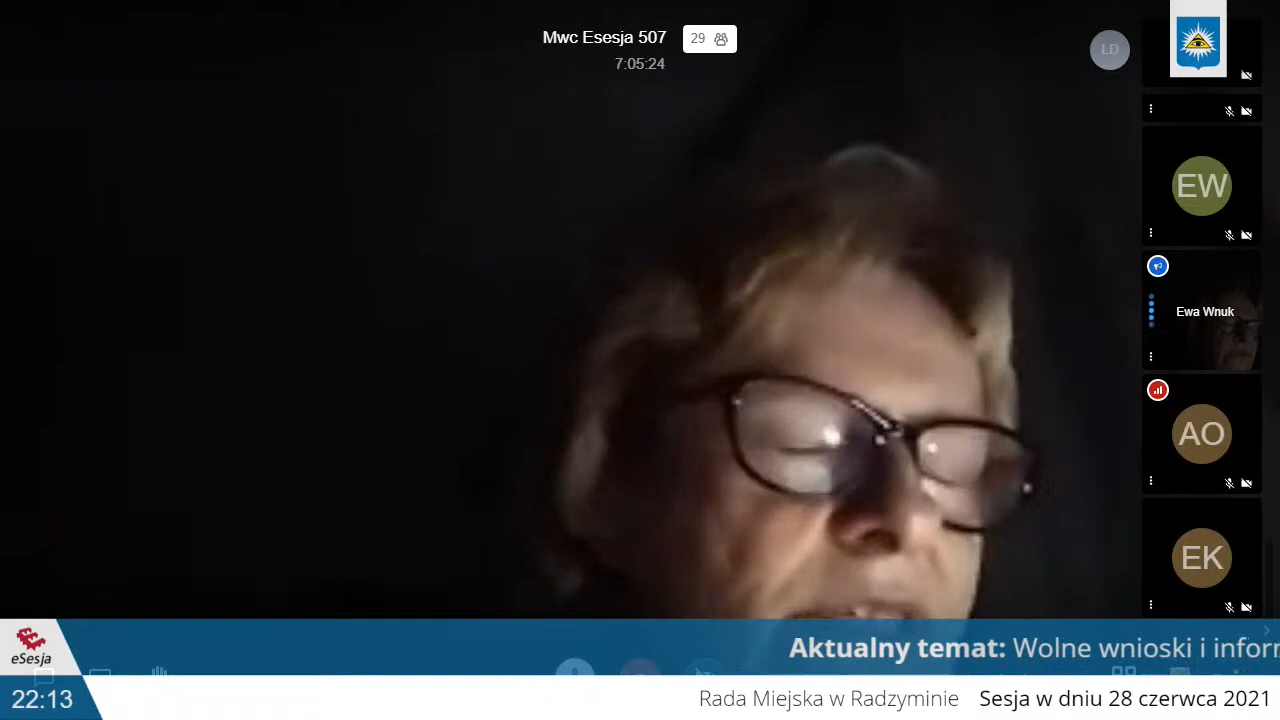 Mwc Esesja 507
29
7:05:24
LD
EW
Ewa Wnuk
AO
EK
Aktualny temat: Wolne wnioski i infor
eSesja
22:13
Rada Miejska w Radzyminie Sesja w dniu 28 czerwca 2021